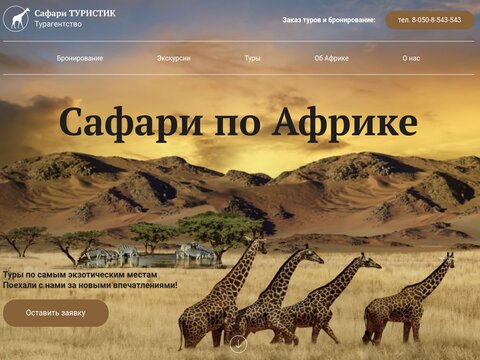 Сафари ТУРИСТИК
Турагентство
Заказ туров и бронирование:
тел. 8-050-8-543-543
Бронирование
Экскурсии
Туры
Об Африке
О нас
Сафари по Африке
Туры по самым экзотическим местам
Поехали с нами за новыми впечатлениями!
Оставить заявку